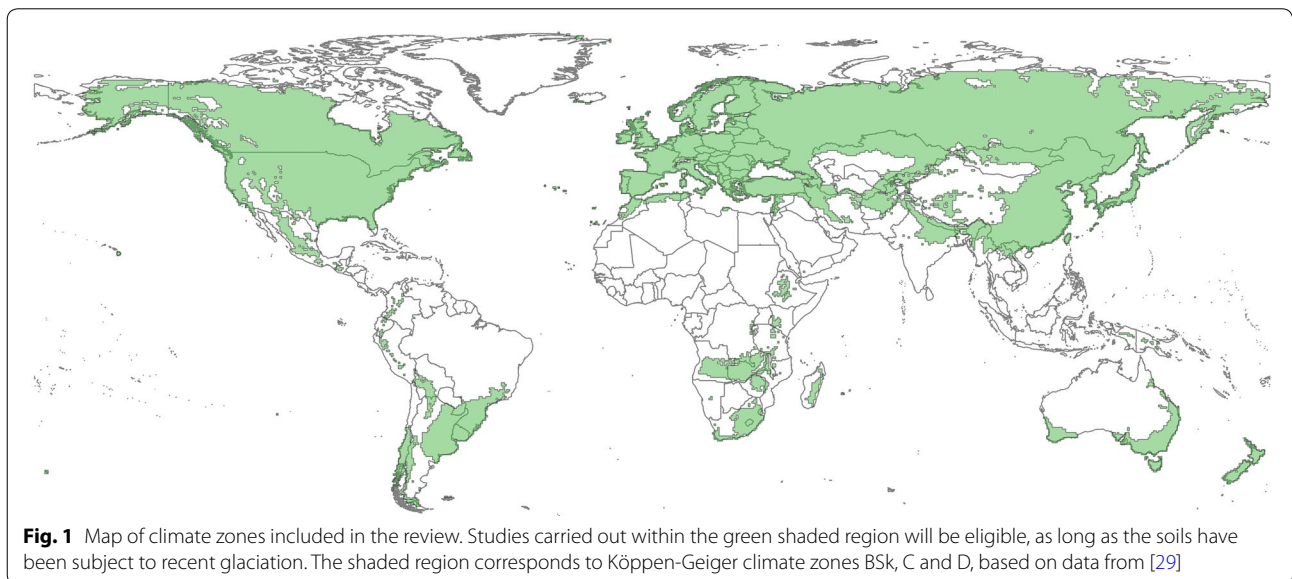 Fig. 1 Map of climate zones included in the review. Studies carried out within the green shaded region will be eligible, as long as the soils have
been subject to recent glaciation. The shaded region corresponds to Köppen-Geiger climate zones BSk, C and D, based on data from [29]